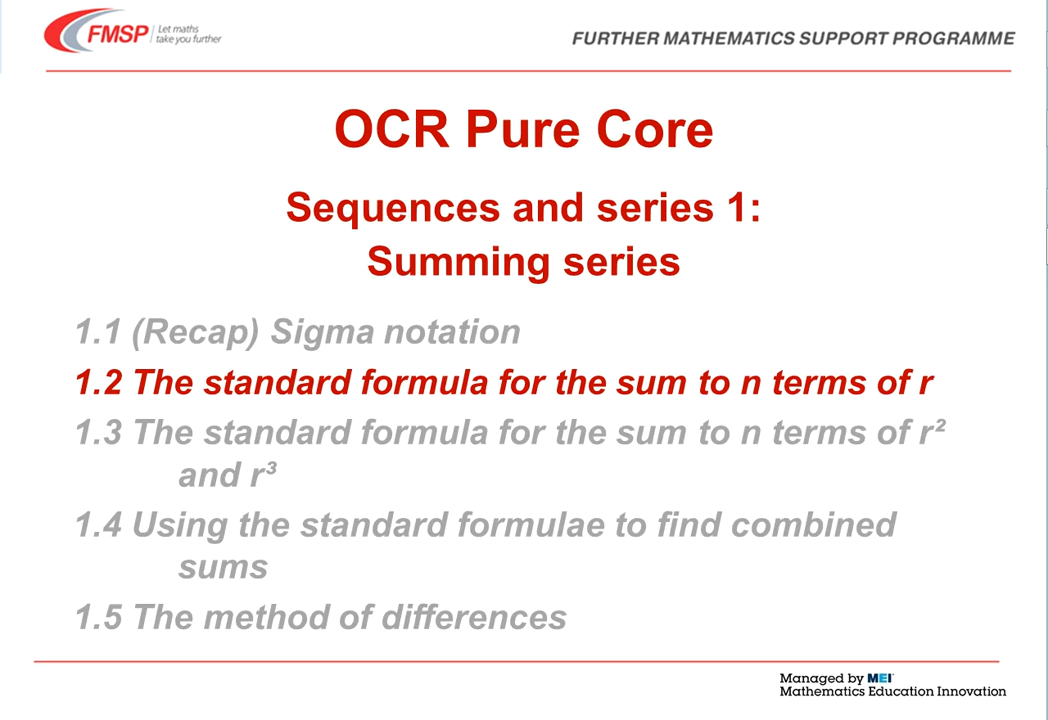 FMSP Let maths
take you further
FURTHER MATHEMATICS SUPPORT PROGRAMME
OCR Pure Core
Sequences and series 1:
Summing series
1.1 (Recap) Sigma notation
1.2 The standard formula for the sum to n terms of r
1.3 The standard formula for the sum to n terms of r²
and r³
1.4 Using the standard formulae to find combined
sums
1.5 The method of differences
Managed by MEI
Mathematics Education Innovation